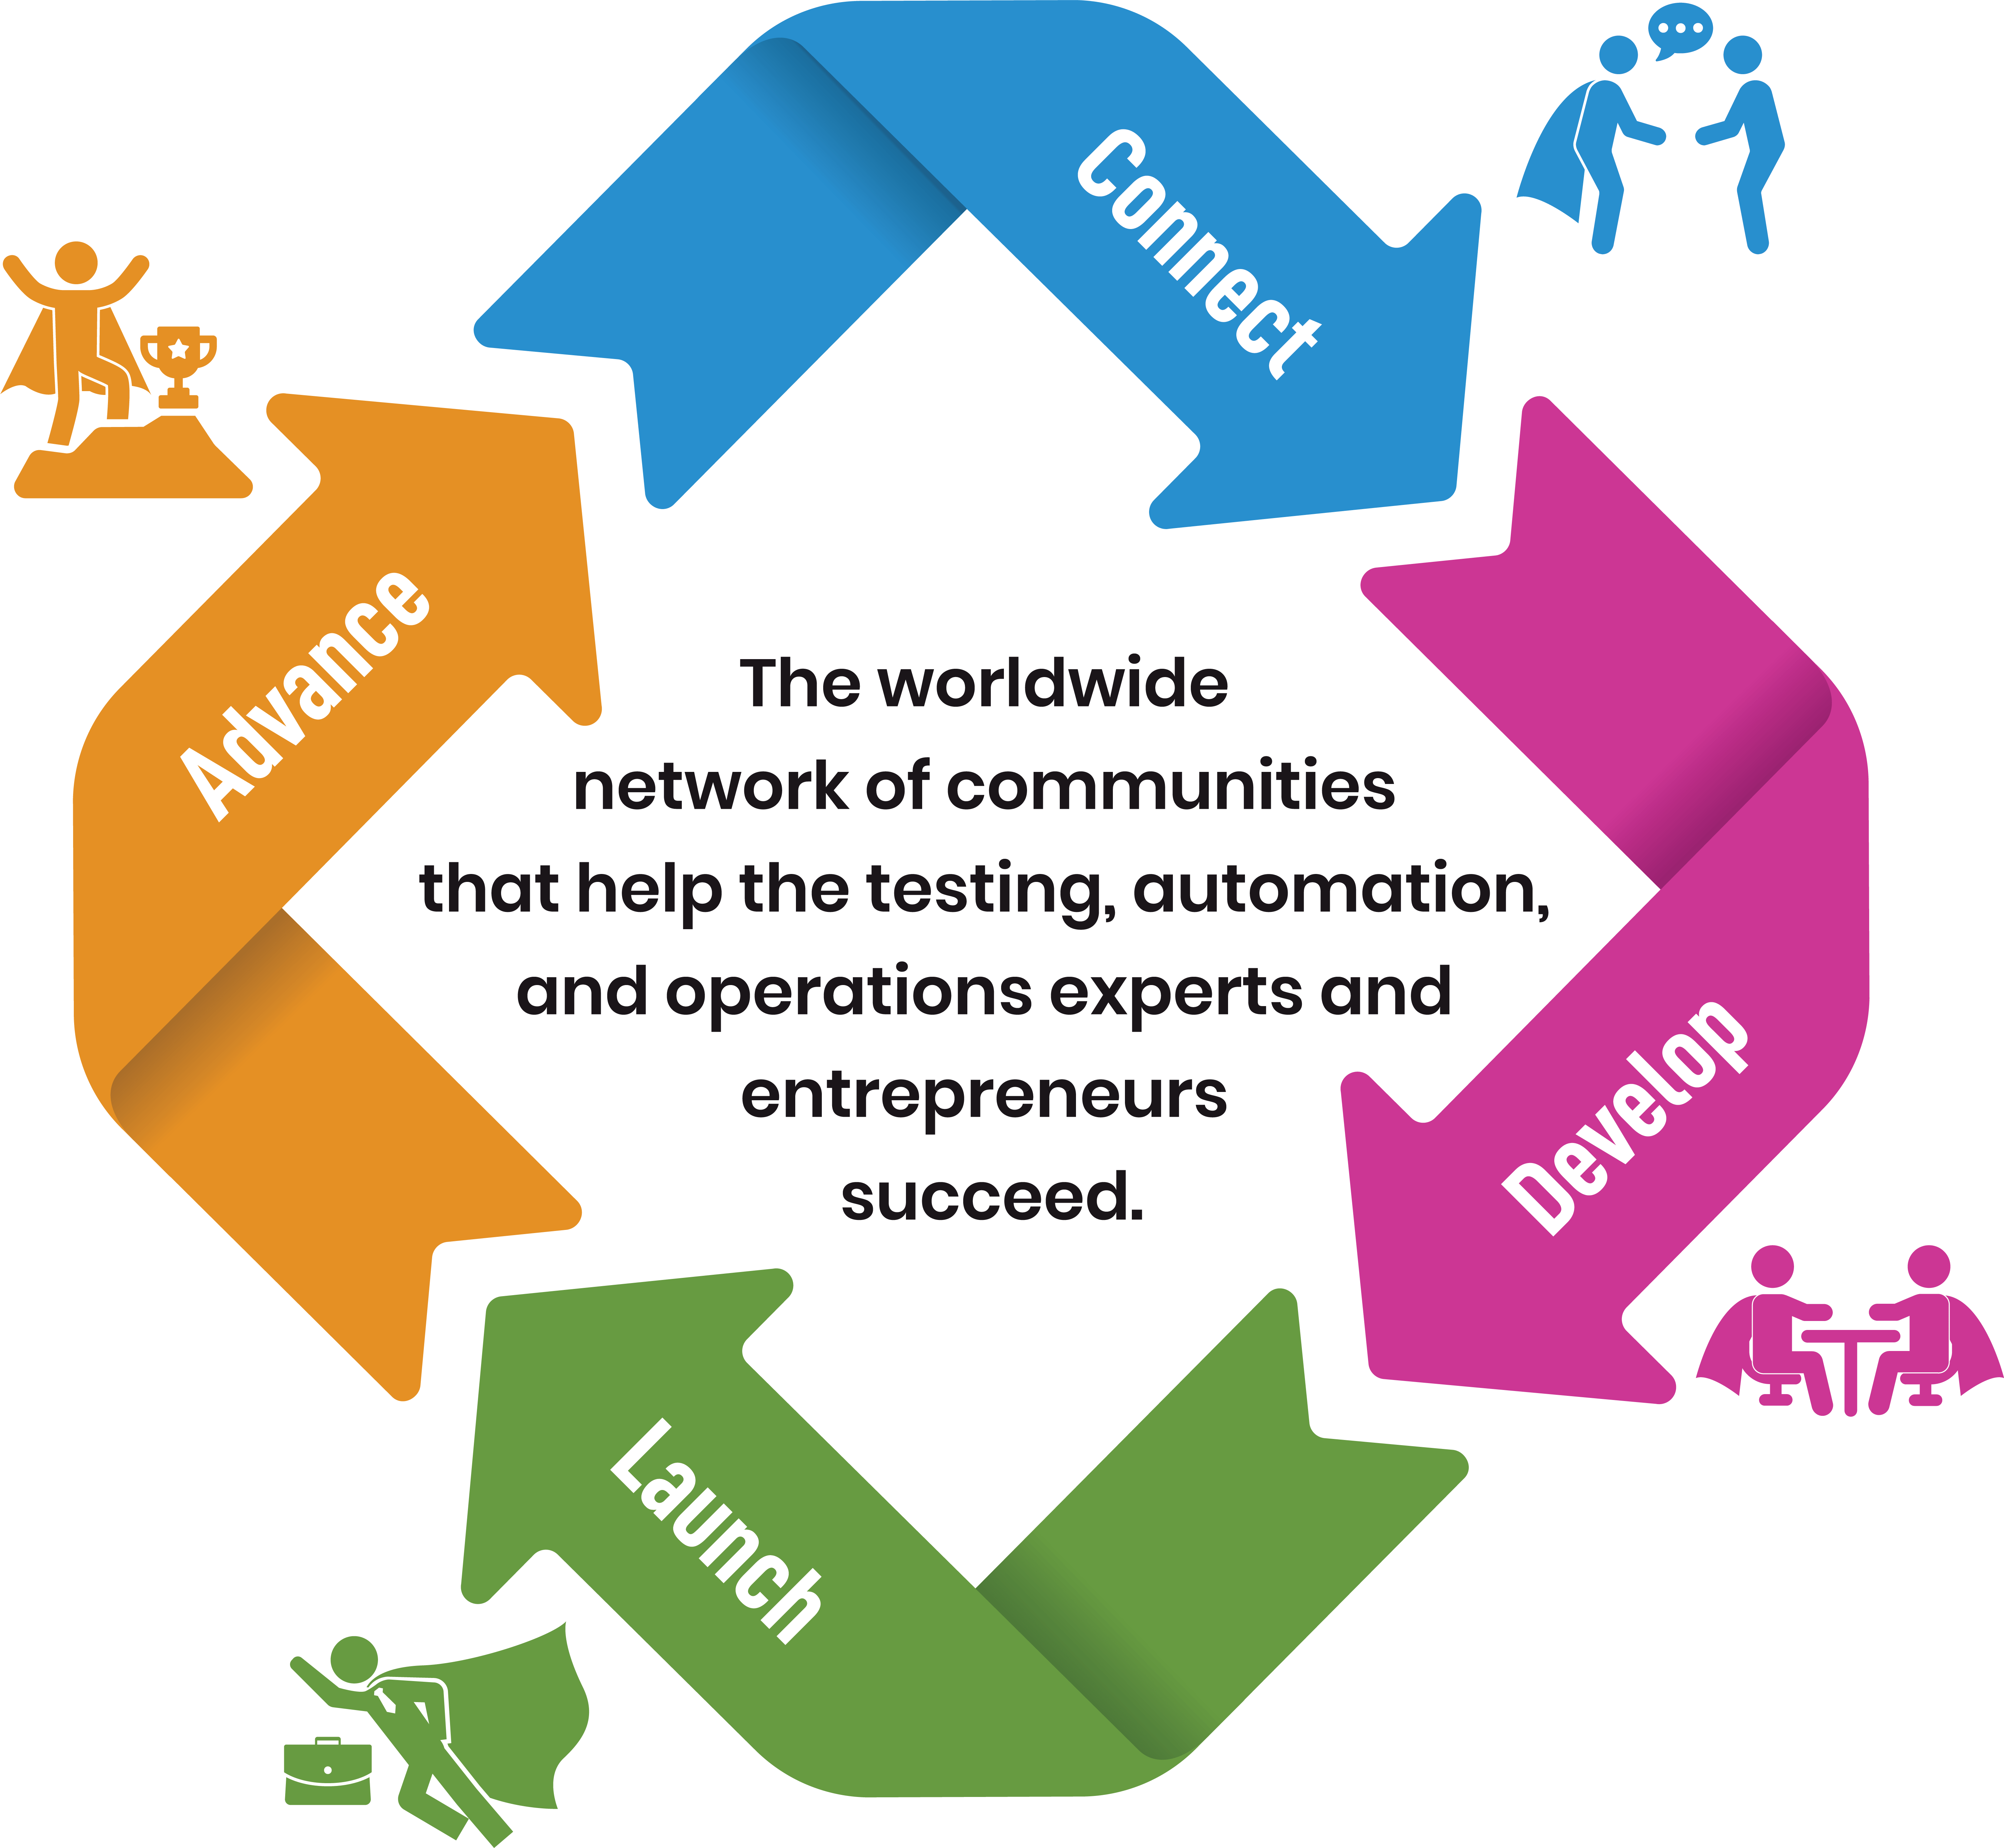 Connect
Advance
The worldwide
network of communities
that help the testing, automation,
and operations experts and
entrepreneurs
succeed.
Develop
Launch